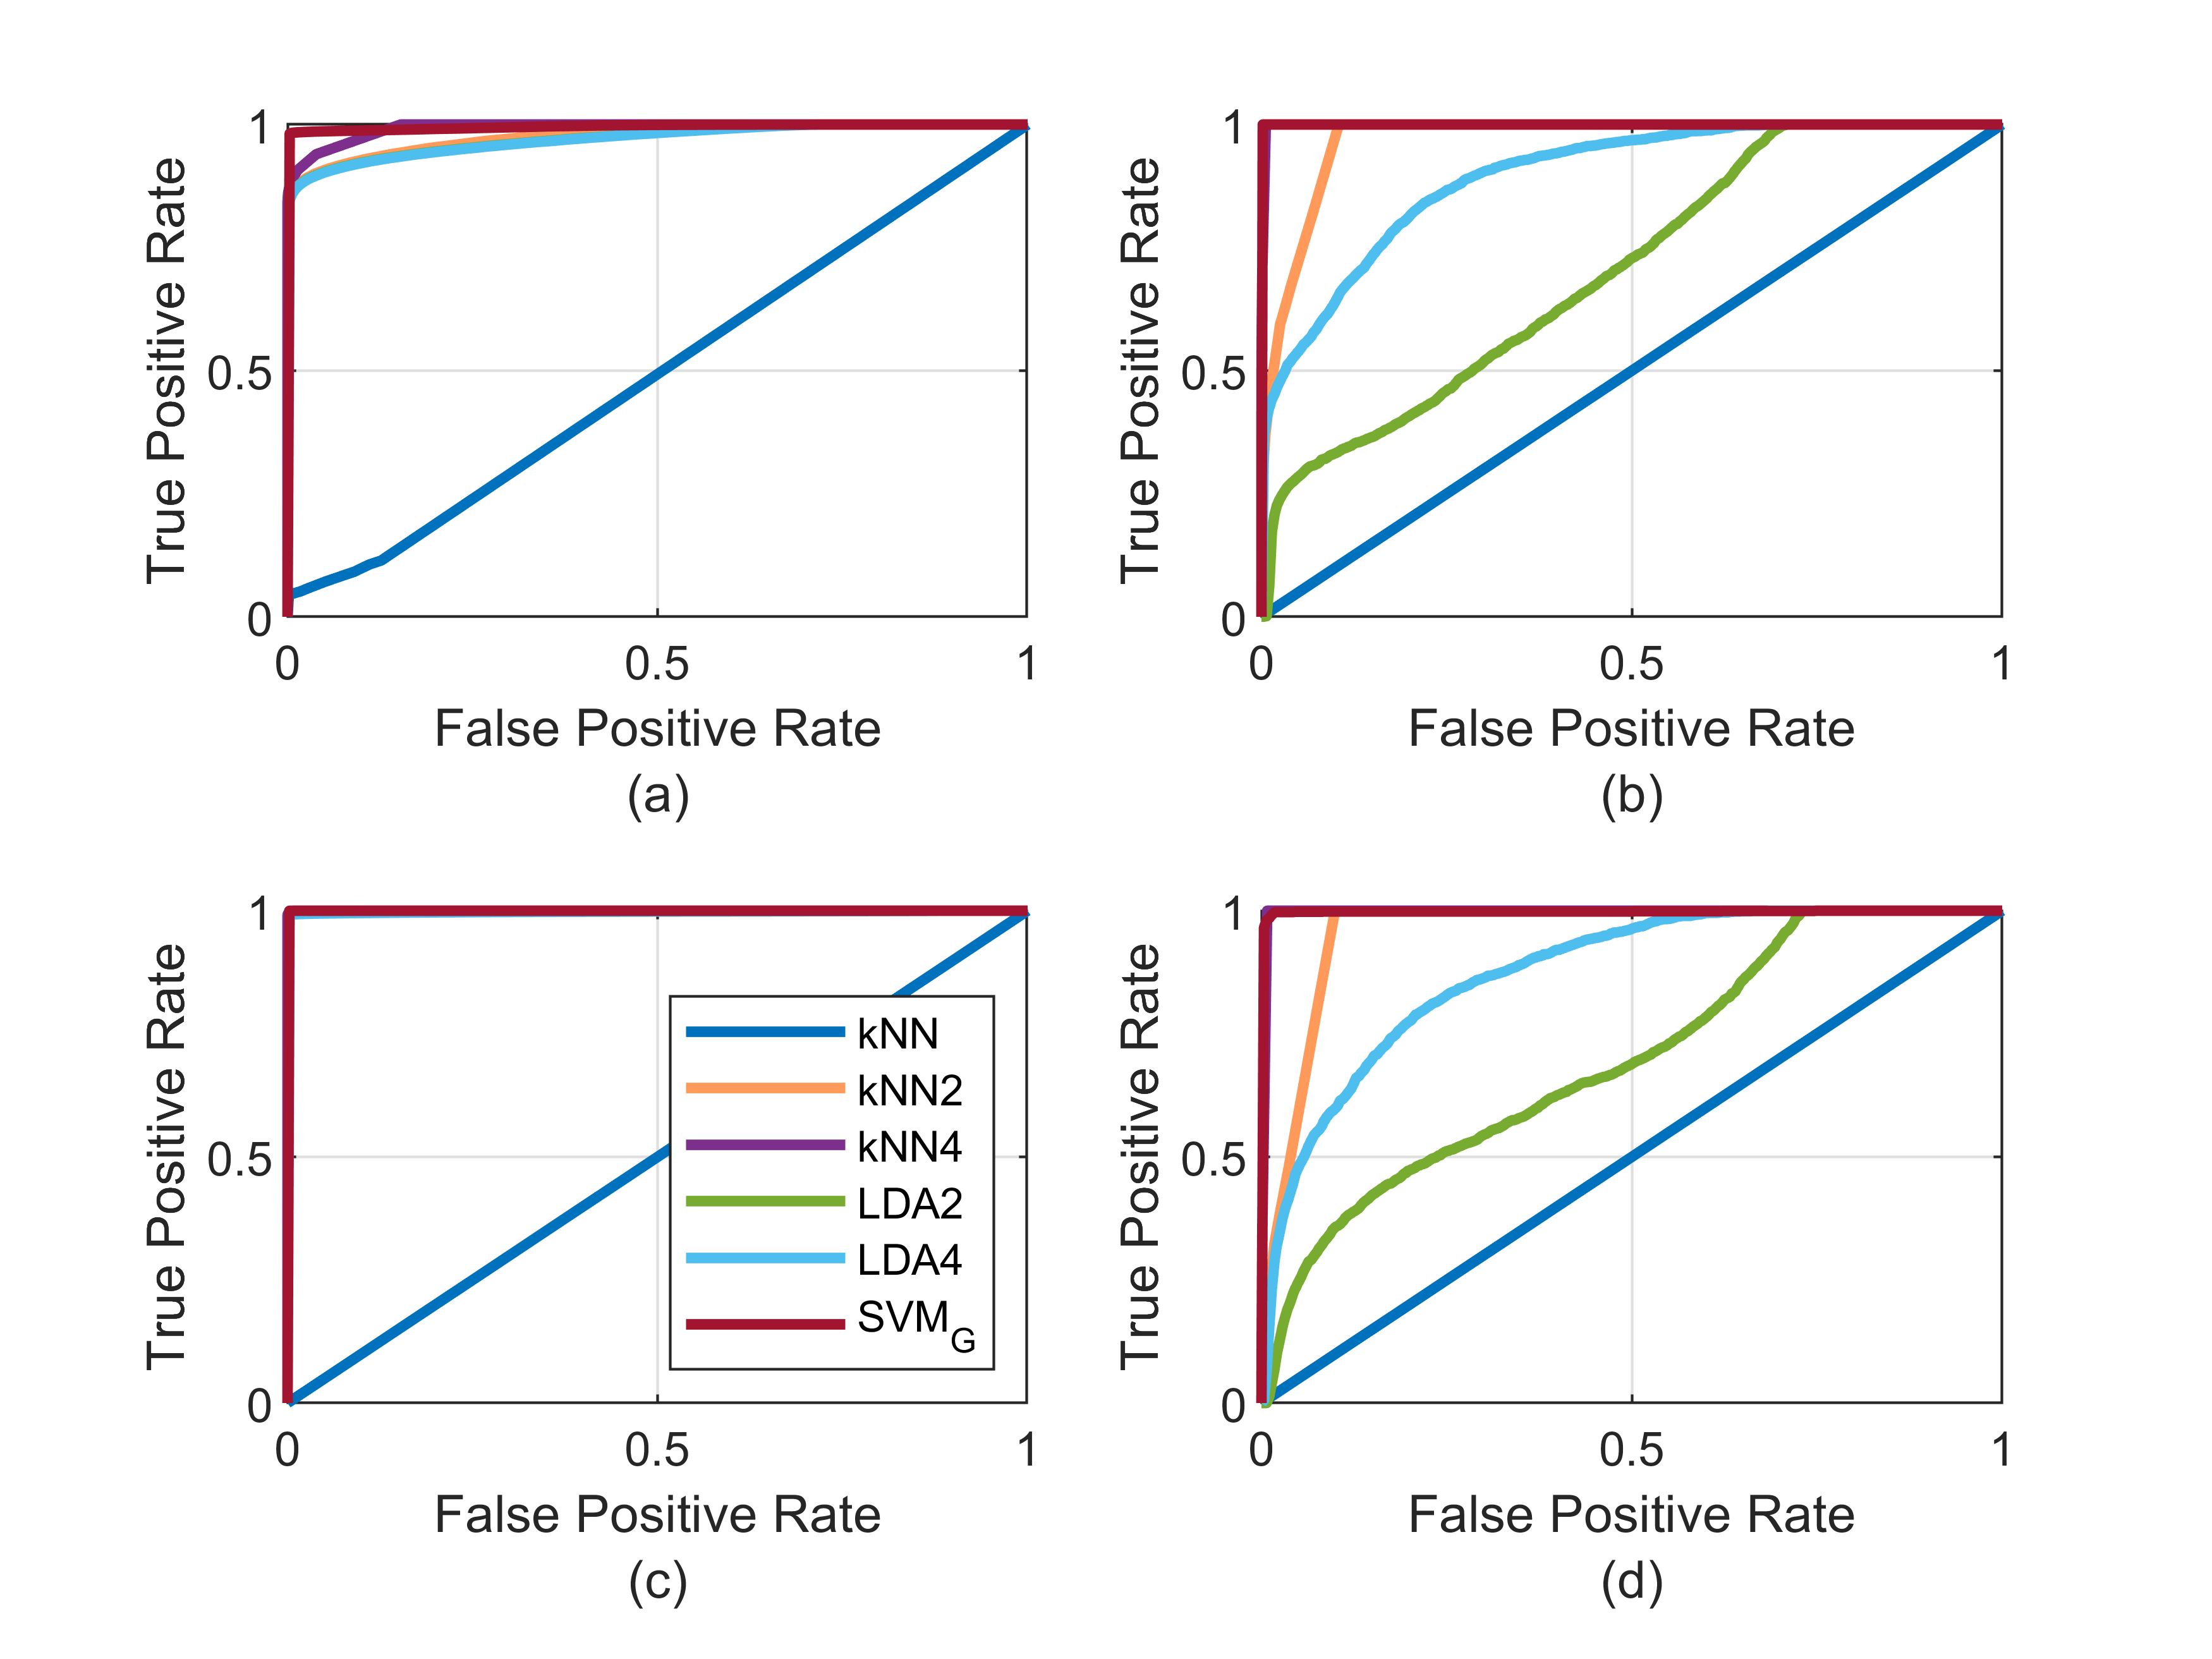 True Positive Rate
1
0.5
0
0
0.5
1
False Positive Rate
(a)
True Positive Rate
1
0.5
0
0
0.5
1
False Positive Rate
(b)
True Positive Rate
1
0.5
0
0
0.5
1
kNN
kNN2
kNN4
LDA2
LDA4
SVM_G
False Positive Rate
(c)
True Positive Rate
1
0.5
0
0
0.5
1
False Positive Rate
(d)